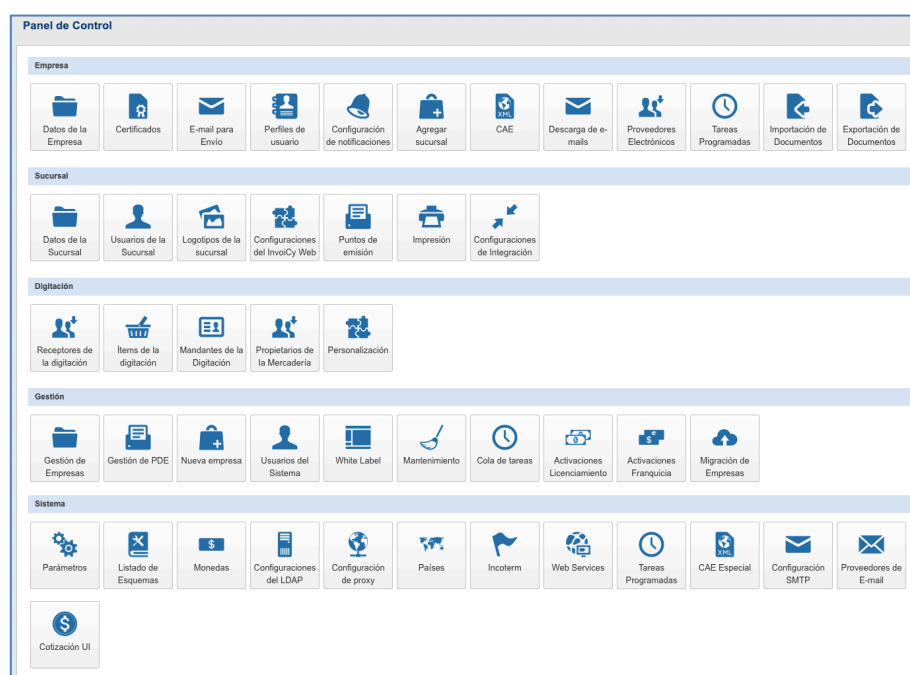 Panel de Control
Empresa
Datos de la Empresa
Certificados
E-mail para Envío
Perfiles de usuario
Configuración de notificaciones
Agregar sucursal
XML
CAE
Descarga de e-mails
Proveedores Electrónicos
Tareas Programadas
Importación de Documentos
Exportación de Documentos
Sucursal
Datos de la Sucursal
Usuarios de la Sucursal
Logotipos de la sucursal
Configuraciones del InvoiCy Web
Puntos de emisión
Impresión
Configuraciones de Integración
Digitación
Receptores de la digitación
Ítems de la digitación
Mandantes de la Digitación
Propietarios de la Mercadería
Personalización
Gestión
Gestión de Empresas
Gestión de PDE
Nueva empresa
Usuarios del Sistema
White Label
Mantenimiento
Cola de tareas
Activaciones Licenciamiento
Activaciones Franquicia
Migración de Empresas
Sistema
Parámetros
Listado de Esquemas
Monedas
Configuraciones del LDAP
Configuración de proxy
Países
Incoterm
Web Services
Tareas Programadas
XML
CAE Especial
Configuración SMTP
Proveedores de E-mail
Cotización UI